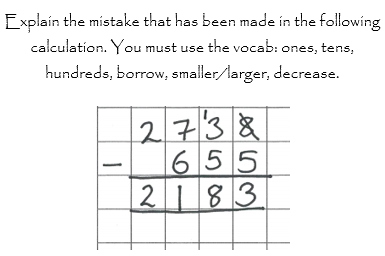 Explain the mistake that has been made in the following
calculation. You must use the vocab: ones, tens,
hundreds, borrow, smaller/larger, decrease.
2 7 ¹3 8
- 6 5 5
2 1 8 3